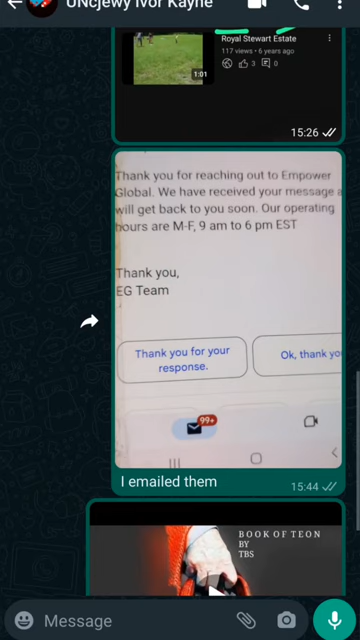 UNcjewy Ivor Kayne
Royal Stewart Estate
117 views • 6 years ago
3
0
1:01
15:26
Thank you for reaching out to Empower
Global. We have received your message a
will get back to you soon. Our operating
hours are M-F, 9 am to 6 pm EST
Thank you,
EG Team
Thank you for your
response.
Ok, thank yo
99+
I emailed them
15:44
BOOK OF TEON
BY
TBS
Message